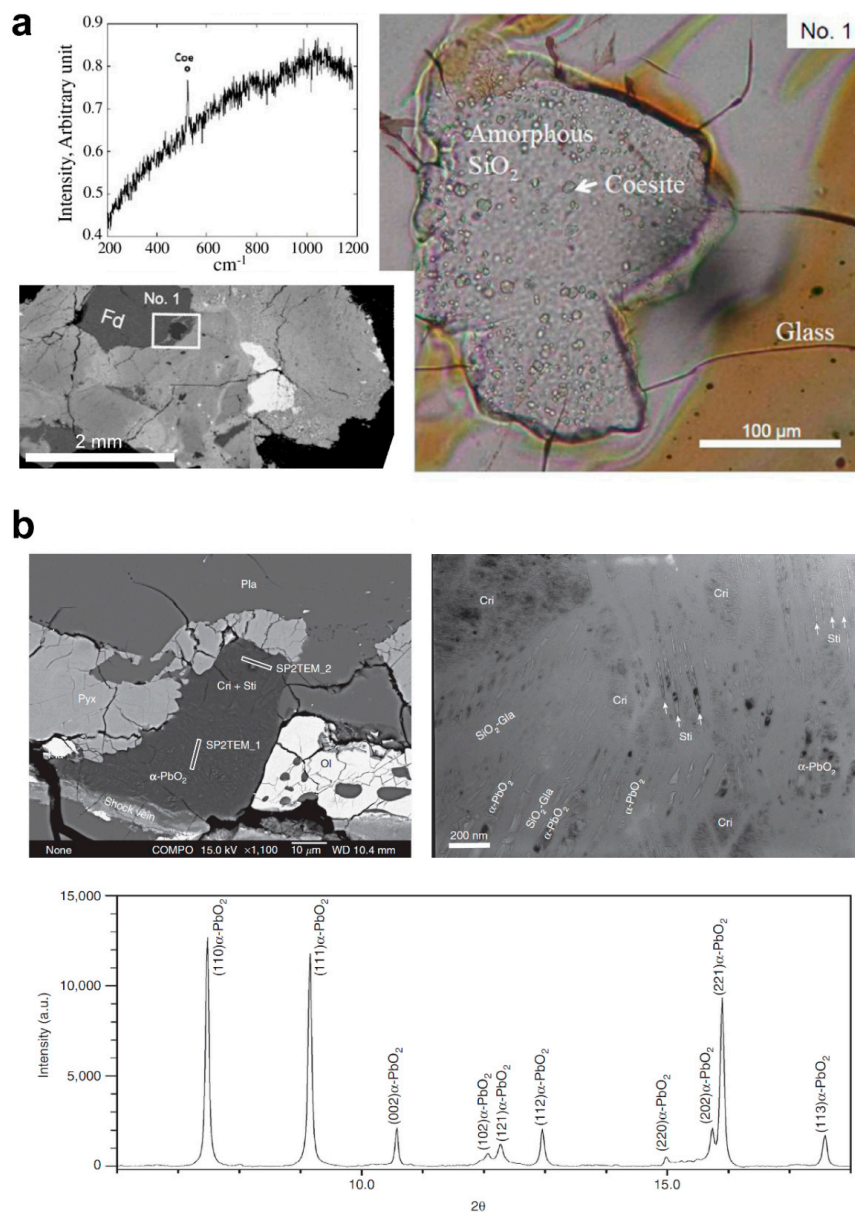 a
Intensity, Arbitrary unit
0.9
0.8
0.7
0.6
0.5
0.4
Coe
200
400
600
800
1000
1200
cm-1
No. 1
Amorphous
SiO2
Coesite
Glass
100 µm
No. 1
Fd
2 mm
b
Pla
SP2TEM_2
Cri + Sti
Pyx
SP2TEM_1
α-PbO2
Ol
Shock vein
None COMPO 15.0 kV ×1,100 10 µm WD 10.4 mm
Cri
Cri
Sti
Cri
SiO2-Gla
Sti
α-PbO2
α-PbO2
SiO2-Gla
α-PbO2
α-PbO2
Cri
200 nm
Intensity (a.u.)
15,000
10,000
5,000
0
(110)α-PbO2
(111)α-PbO2
(002)α-PbO2
(102)α-PbO2
(121)α-PbO2
(112)α-PbO2
(220)α-PbO2
(202)α-PbO2
(221)α-PbO2
(113)α-PbO2
10.0
15.0
2θ